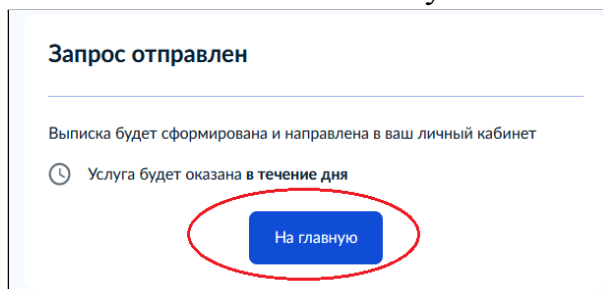 Запрос отправлен
Выписка будет сформирована и направлена в ваш личный кабинет
Услуга будет оказана в течение дня
На главную